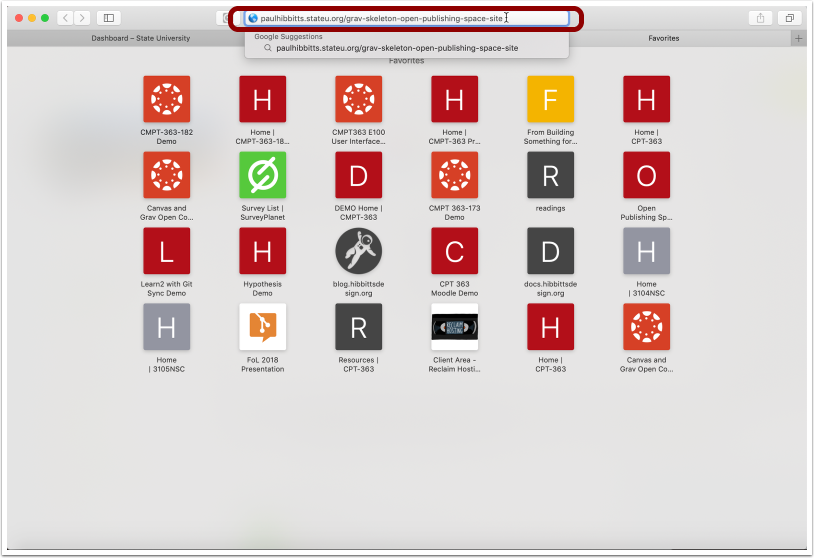 paulhibbitts.stateu.org/grav-skeleton-open-publishing-space-site
Google Suggestions
paulhibbitts.stateu.org/grav-skeleton-open-publishing-space-site
Dashboard – State University
Favorites
+
Favorites
H
H
F
H
CMPT-363-182
Demo
Home |
CMPT-363-18...
CMPT363 E100
User Interface...
Home |
CMPT-363 Pr...
From Building
Something for...
Home |
CPT-363
D
R
O
Canvas and
Grav Open Co...
Survey List |
SurveyPlanet
DEMO Home |
CMPT-363
CMPT 363-173
Demo
readings
Open
Publishing Sp...
L
H
C
D
H
Learn2 with Git
Sync Demo
Hypothesis
Demo
blog.hibbittsde
sign.org
CPT 363
Moodle Demo
docs.hibbittsde
sign.org
Home
| 3104NSC
H
R
RECLAIM
HOSTING
H
Home
| 3105NSC
FoL 2018
Presentation
Resources |
CPT-363
Client Area –
Reclaim Hosti...
Home |
CPT-363
Canvas and
Grav Open Co...